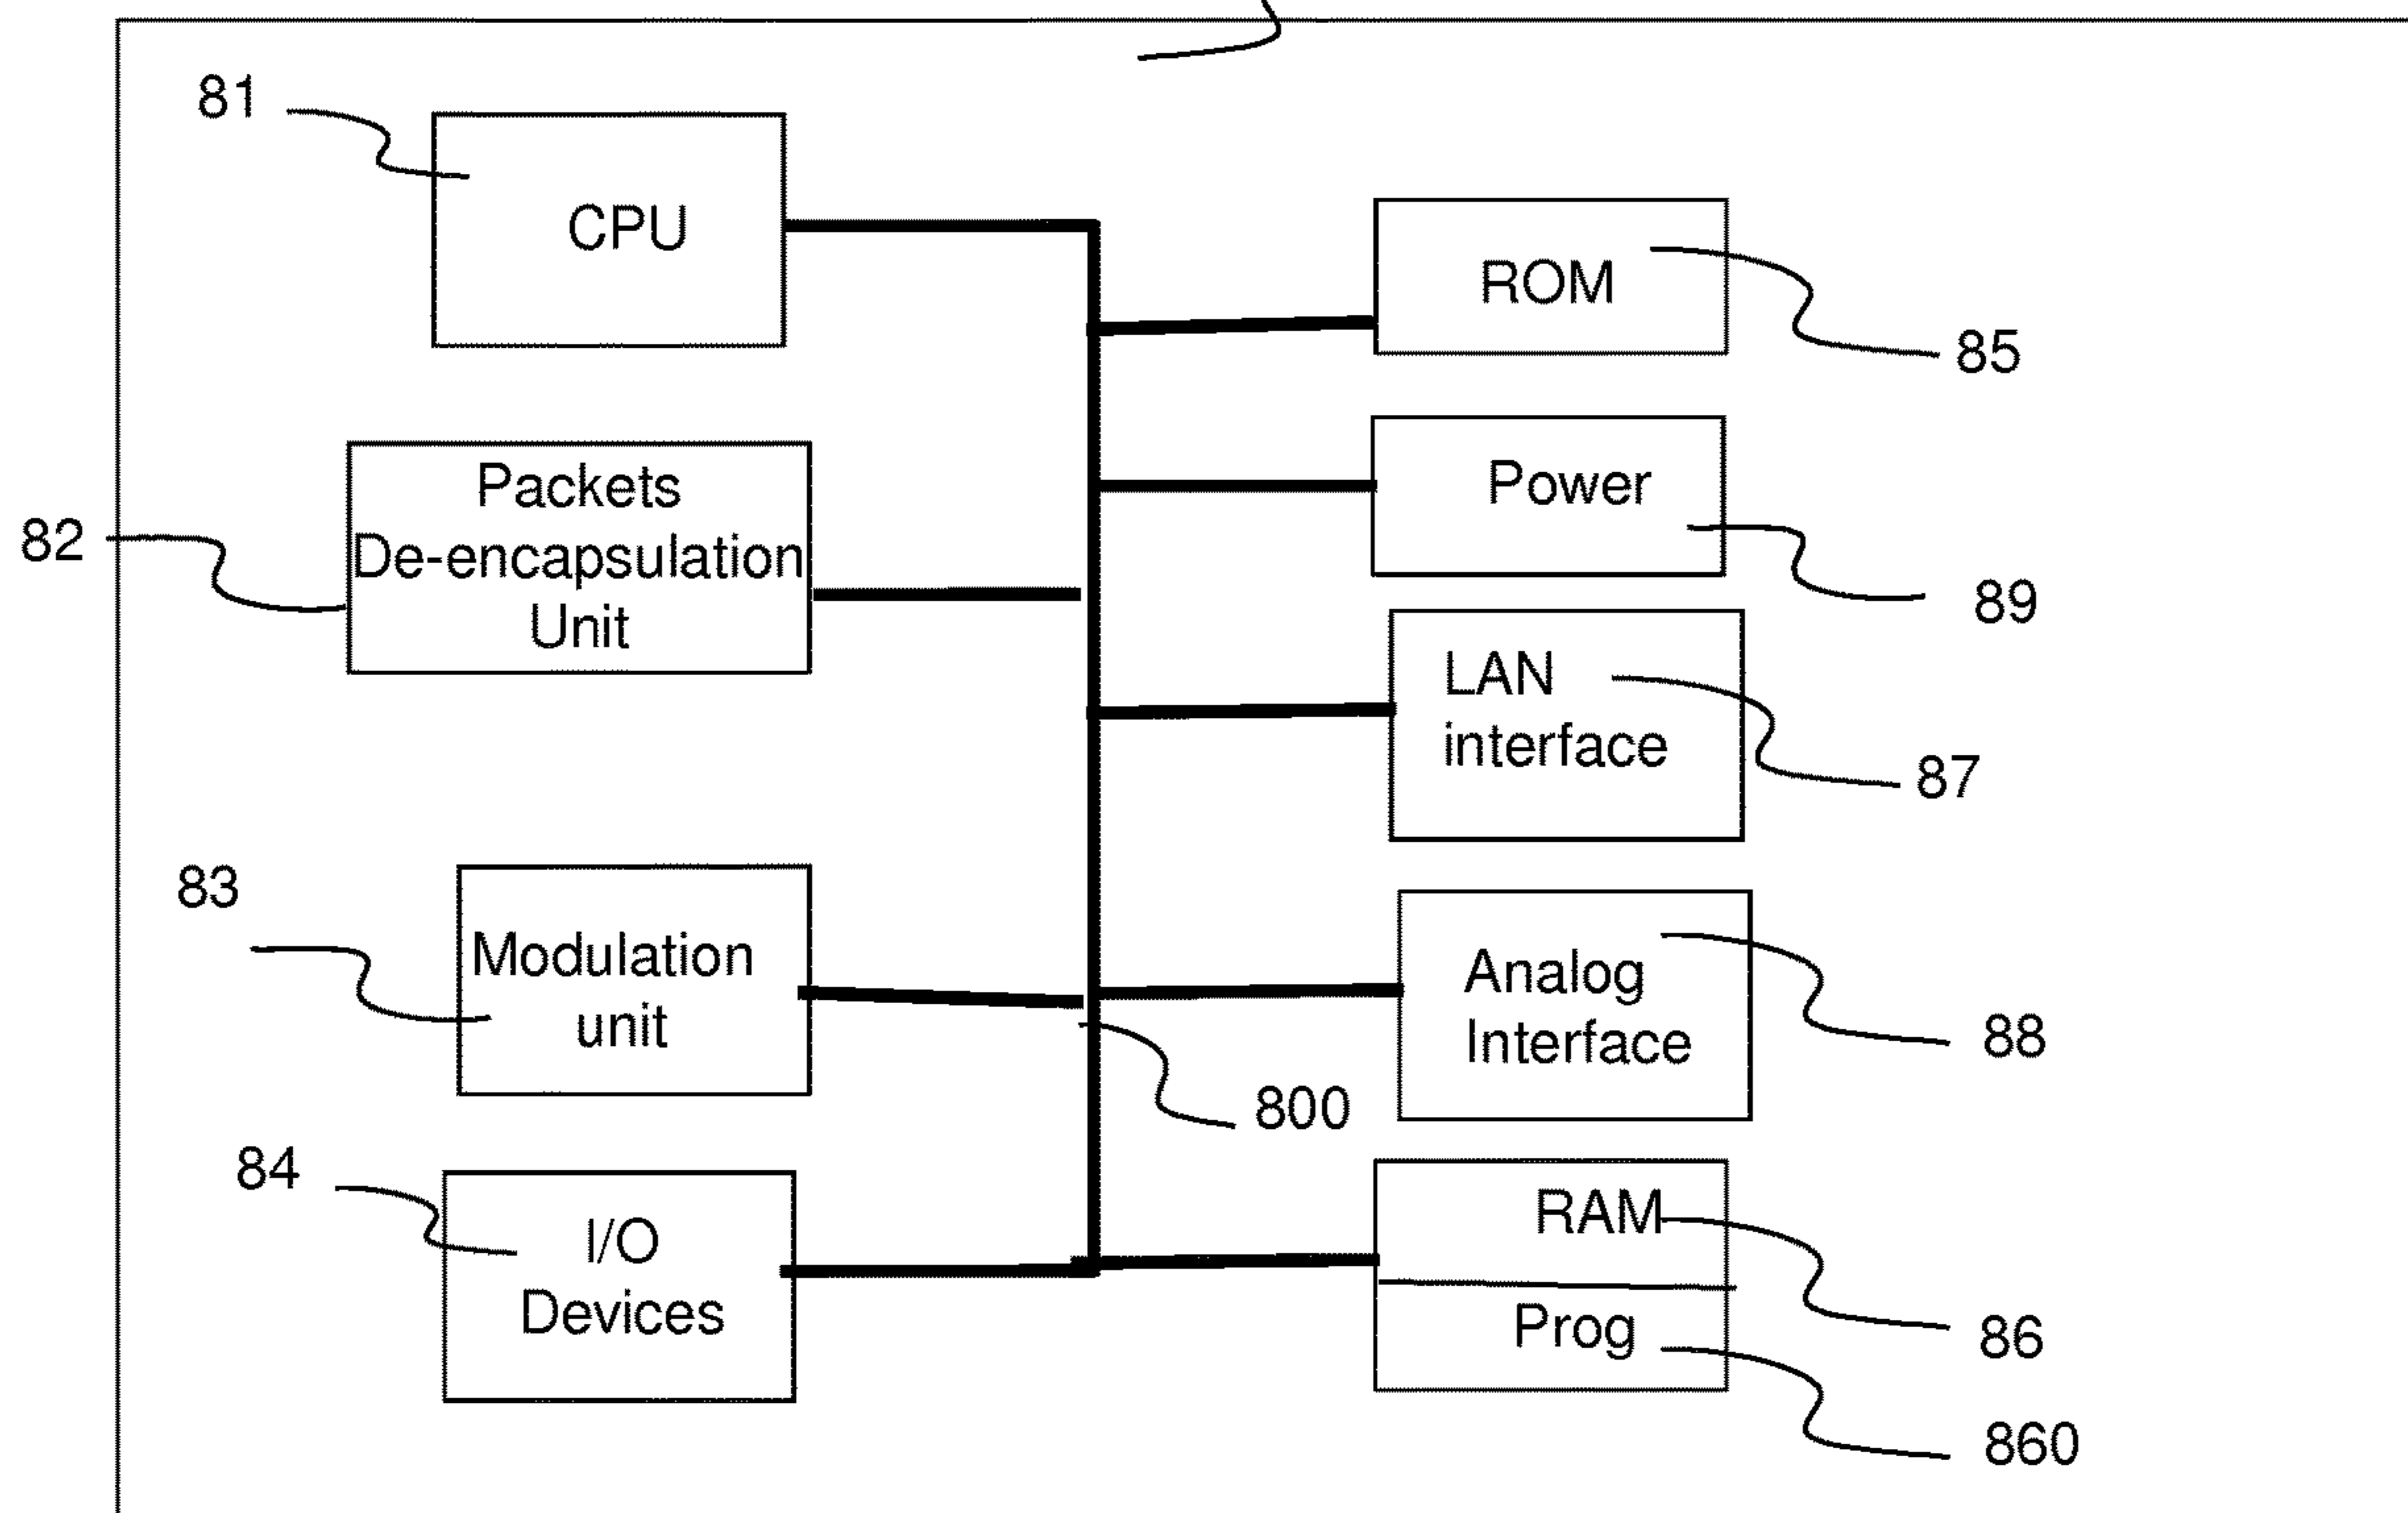 81
CPU
ROM
85
82
Packets
De-encapsulation
Unit
Power
89
LAN
interface
87
83
Modulation
unit
Analog
Interface
88
800
84
I/O
Devices
RAM
86
Prog
860